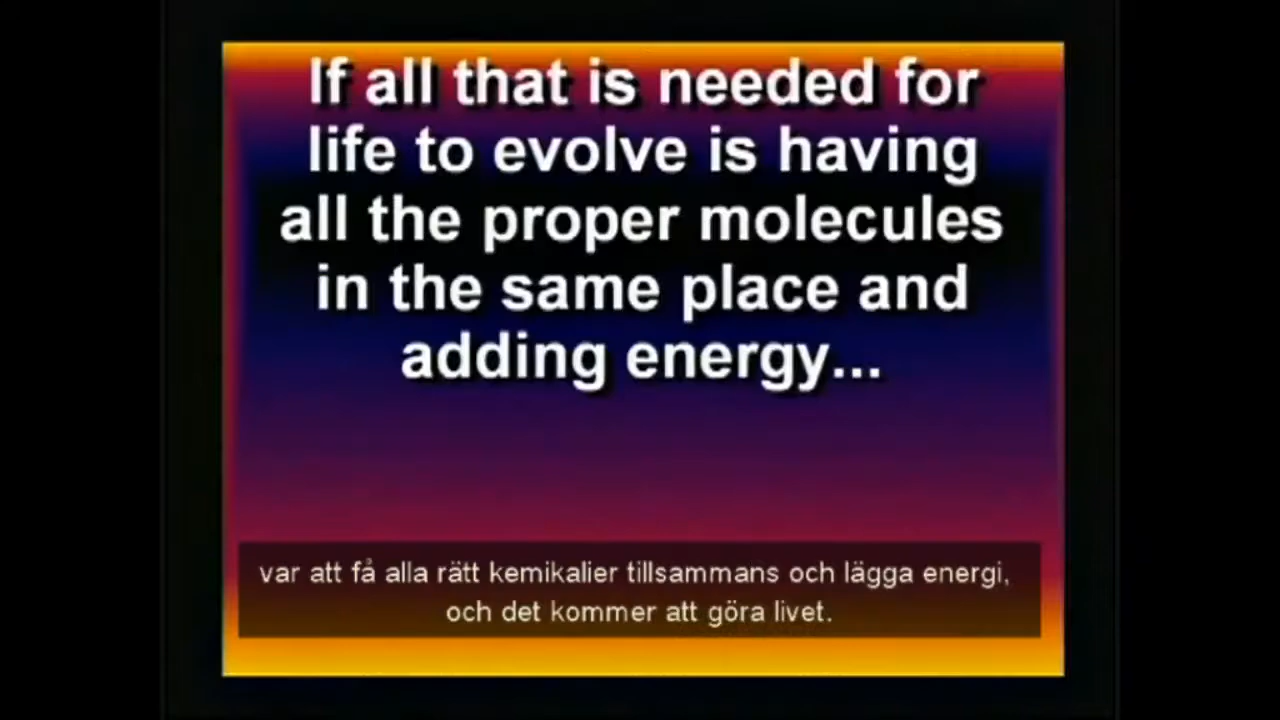 If all that is needed for
life to evolve is having
all the proper molecules
in the same place and
adding energy...
var att få alla rätt kemikalier tillsammans och lägga energi,
och det kommer att göra livet.